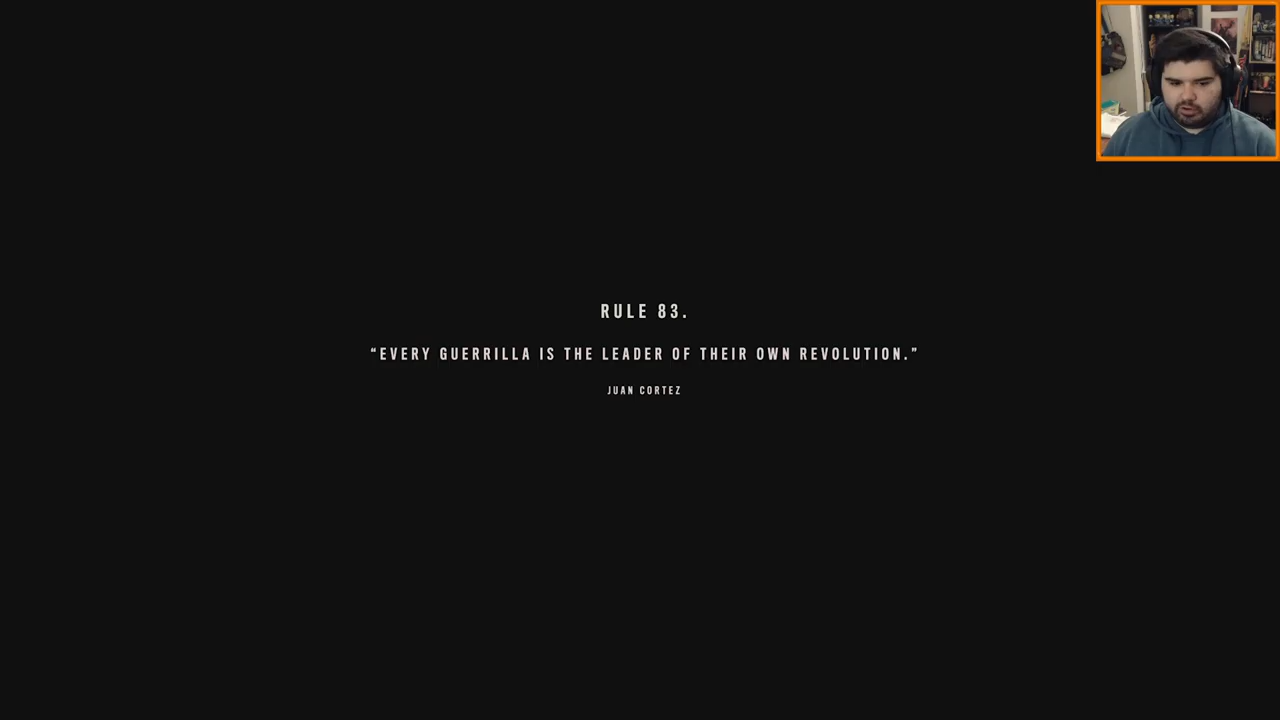 RULE 83.
“EVERY GUERRILLA IS THE LEADER OF THEIR OWN REVOLUTION.”
JUAN CORTEZ